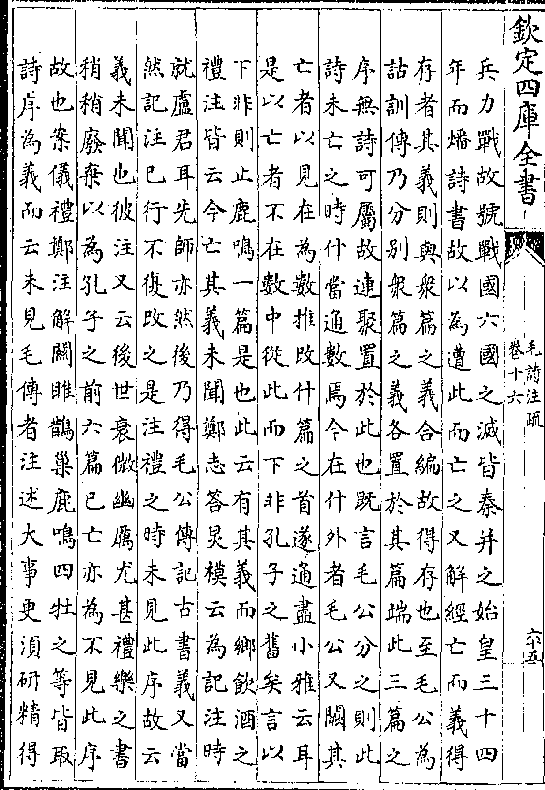 欽定四庫全書
毛詩注疏
卷十六
六十五
兵力戰故號戰國六國之滅皆秦并之始皇三十四
年而燔詩書故以為遭此而亡之又解經亡而義得
存者其義則與衆篇之義合編故得存也至毛公為
詁訓傳乃分别衆篇之義各置於其篇端此三篇之
序無詩可屬故連聚置於此也既言毛公分之則此
詩未亡之時什當通數焉今在什外者毛公又闕其
亡者以見在為數推改什篇之首遂通盡小雅云耳
是以亡者不在數中從此而下非孔子之舊矣言以
下非則止鹿鳴一篇是也此云有其義而鄉飲酒之
禮注皆云今亡其義未聞鄭志答炅模云為記注時
就盧君耳先師亦然後乃得毛公傳記古書義又當
然記注已行不復改之是注禮之時未見此序故云
義未聞也彼注又云後世衰微幽厲尤甚禮樂之書
稍稍廢棄以為孔子之前六篇已亡亦為不見此序
故也案儀禮鄭注解關雎鵲巢鹿鳴四牡之等皆取
詩序為義而云未見毛傳者注述大事更須研精得